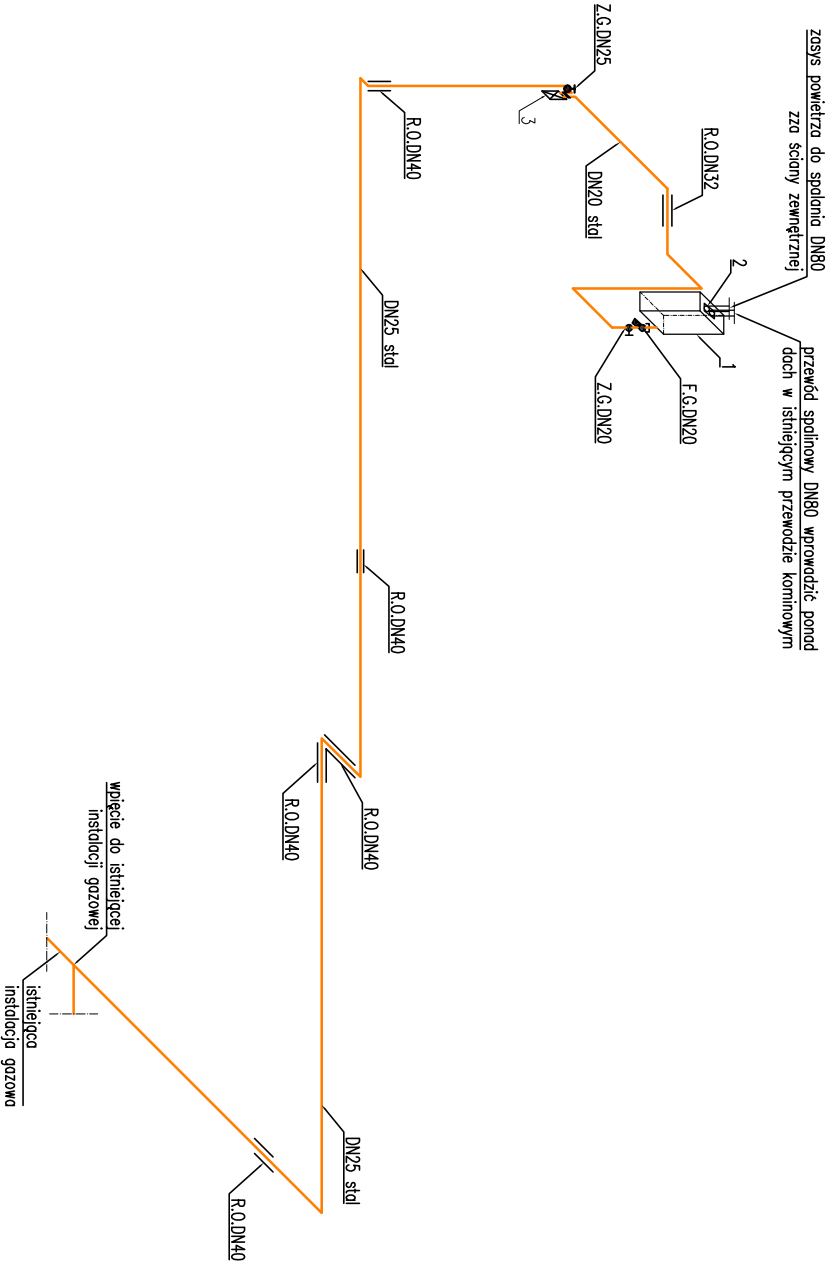 zasys powietrza do spalania DN80
zza ściany zewnętrznej
przewód spalinowy DN80 wprowadzić ponad
dach w istniejącym przewodzie kominowym
2
1
R.O.DN32
F.G.DN20
Z.G.DN25
Z.G.DN20
DN20 stal
3
R.O.DN40
DN25 stal
R.O.DN40
R.O.DN40
DN25 stal
R.O.DN40
R.O.DN40
wpięcie do istniejącej
instalacji gazowej
istniejąca
instalacja gazowa